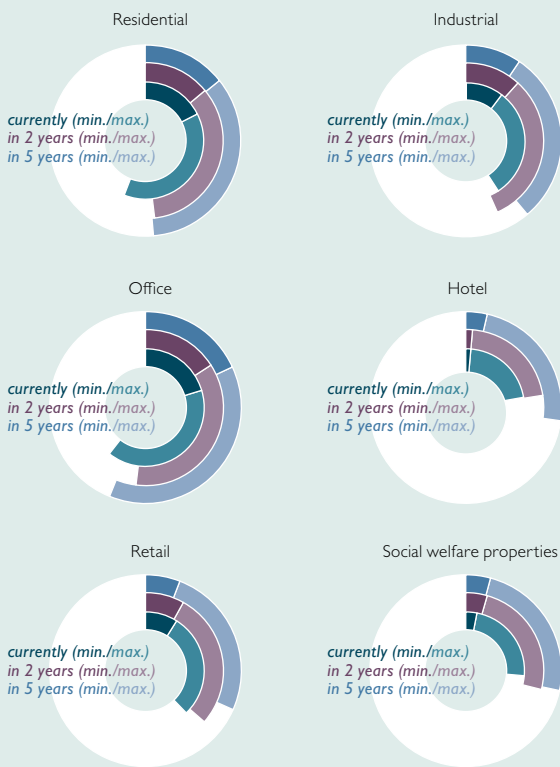 Residential
currently (min./max.)
in 2 years (min./max.)
in 5 years (min./max.)
Industrial
currently (min./max.)
in 2 years (min./max.)
in 5 years (min./max.)
Office
currently (min./max.)
in 2 years (min./max.)
in 5 years (min./max.)
Hotel
currently (min./max.)
in 2 years (min./max.)
in 5 years (min./max.)
Retail
currently (min./max.)
in 2 years (min./max.)
in 5 years (min./max.)
Social welfare properties
currently (min./max.)
in 2 years (min./max.)
in 5 years (min./max.)